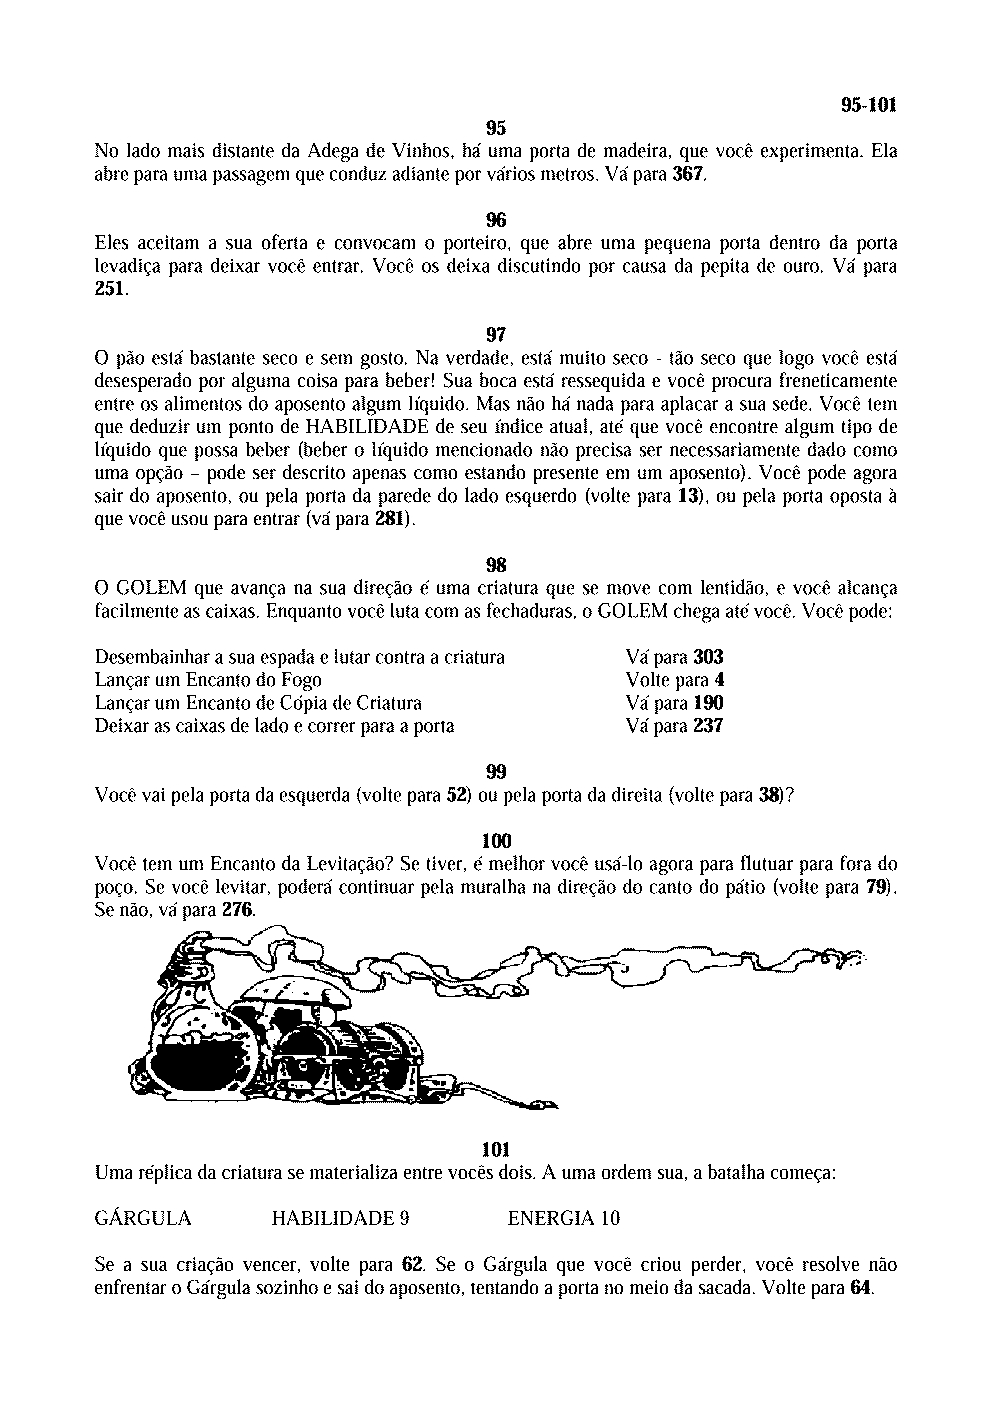 95-101
95
No lado mais distante da Adega de Vinhos, há uma porta de madeira, que você experimenta. Ela
abre para uma passagem que conduz adiante por vários metros. Vá para 367.
96
Eles aceitam a sua oferta e convocam o porteiro, que abre uma pequena porta dentro da porta
levadiça para deixar você entrar. Você os deixa discutindo por causa da pepita de ouro. Vá para
251.
97
O pão está bastante seco e sem gosto. Na verdade, está muito seco - tão seco que logo você está
desesperado por alguma coisa para beber! Sua boca está ressequida e você procura freneticamente
entre os alimentos do aposento algum líquido. Mas não há nada para aplacar a sua sede. Você tem
que deduzir um ponto de HABILIDADE de seu índice atual, até que você encontre algum tipo de
líquido que possa beber (beber o líquido mencionado não precisa ser necessariamente dado como
uma opção – pode ser descrito apenas como estando presente em um aposento). Você pode agora
sair do aposento, ou pela porta da parede do lado esquerdo (volte para 13), ou pela porta oposta à
que você usou para entrar (vá para 281).
98
O GOLEM que avança na sua direção é uma criatura que se move com lentidão, e você alcança
facilmente as caixas. Enquanto você luta com as fechaduras, o GOLEM chega até você. Você pode:
Desembainhar a sua espada e lutar contra a criatura Vá para 303
Lançar um Encanto do Fogo Volte para 4
Lançar um Encanto de Cópia de Criatura Vá para 190
Deixar as caixas de lado e correr para a porta Vá para 237
99
Você vai pela porta da esquerda (volte para 52) ou pela porta da direita (volte para 38)?
100
Você tem um Encanto da Levitação? Se tiver, é melhor você usá-lo agora para flutuar para fora do
poço. Se você levitar, poderá continuar pela muralha na direção do canto do pátio (volte para 79).
Se não, vá para 276.
101
Uma réplica da criatura se materializa entre vocês dois. A uma ordem sua, a batalha começa:
GÁRGULA HABILIDADE 9 ENERGIA 10
Se a sua criação vencer, volte para 62. Se o Gárgula que você criou perder, você resolve não
enfrentar o Gárgula sozinho e sai do aposento, tentando a porta no meio da sacada. Volte para 64.